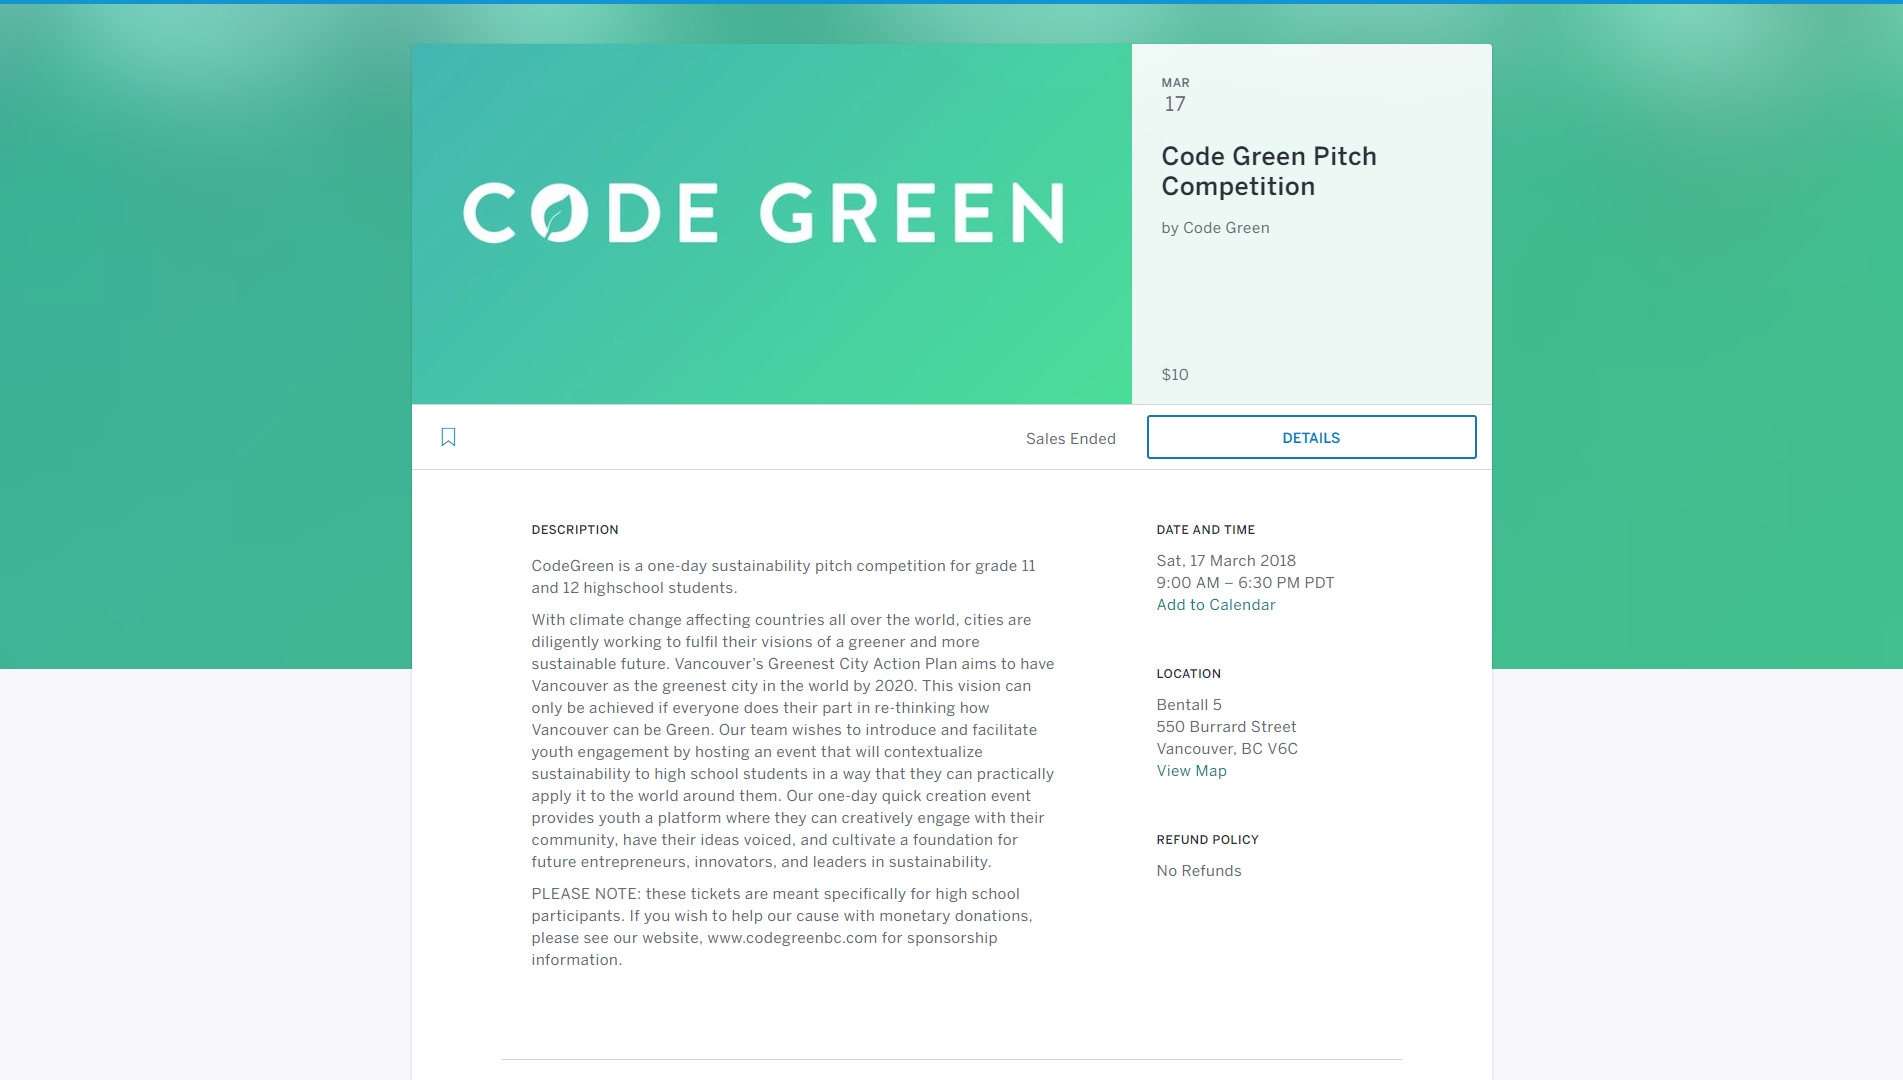 CODE GREEN
MAR
17
Code Green Pitch
Competition
by Code Green
$10
Sales Ended
DETAILS
DESCRIPTION
CodeGreen is a one-day sustainability pitch competition for grade 11
and 12 highschool students.
With climate change affecting countries all over the world, cities are
diligently working to fulfil their visions of a greener and more
sustainable future. Vancouver's Greenest City Action Plan aims to have
Vancouver as the greenest city in the world by 2020. This vision can
only be achieved if everyone does their part in re-thinking how
Vancouver can be Green. Our team wishes to introduce and facilitate
youth engagement by hosting an event that will contextualize
sustainability to high school students in a way that they can practically
apply it to the world around them. Our one-day quick creation event
provides youth a platform where they can creatively engage with their
community, have their ideas voiced, and cultivate a foundation for
future entrepreneurs, innovators, and leaders in sustainability.
PLEASE NOTE: these tickets are meant specifically for high school
participants. If you wish to help our cause with monetary donations,
please see our website, www.codegreenbc.com for sponsorship
information.
DATE AND TIME
Sat, 17 March 2018
9:00 AM – 6:30 PM PDT
Add to Calendar
LOCATION
Bentall 5
550 Burrard Street
Vancouver, BC V6C
View Map
REFUND POLICY
No Refunds